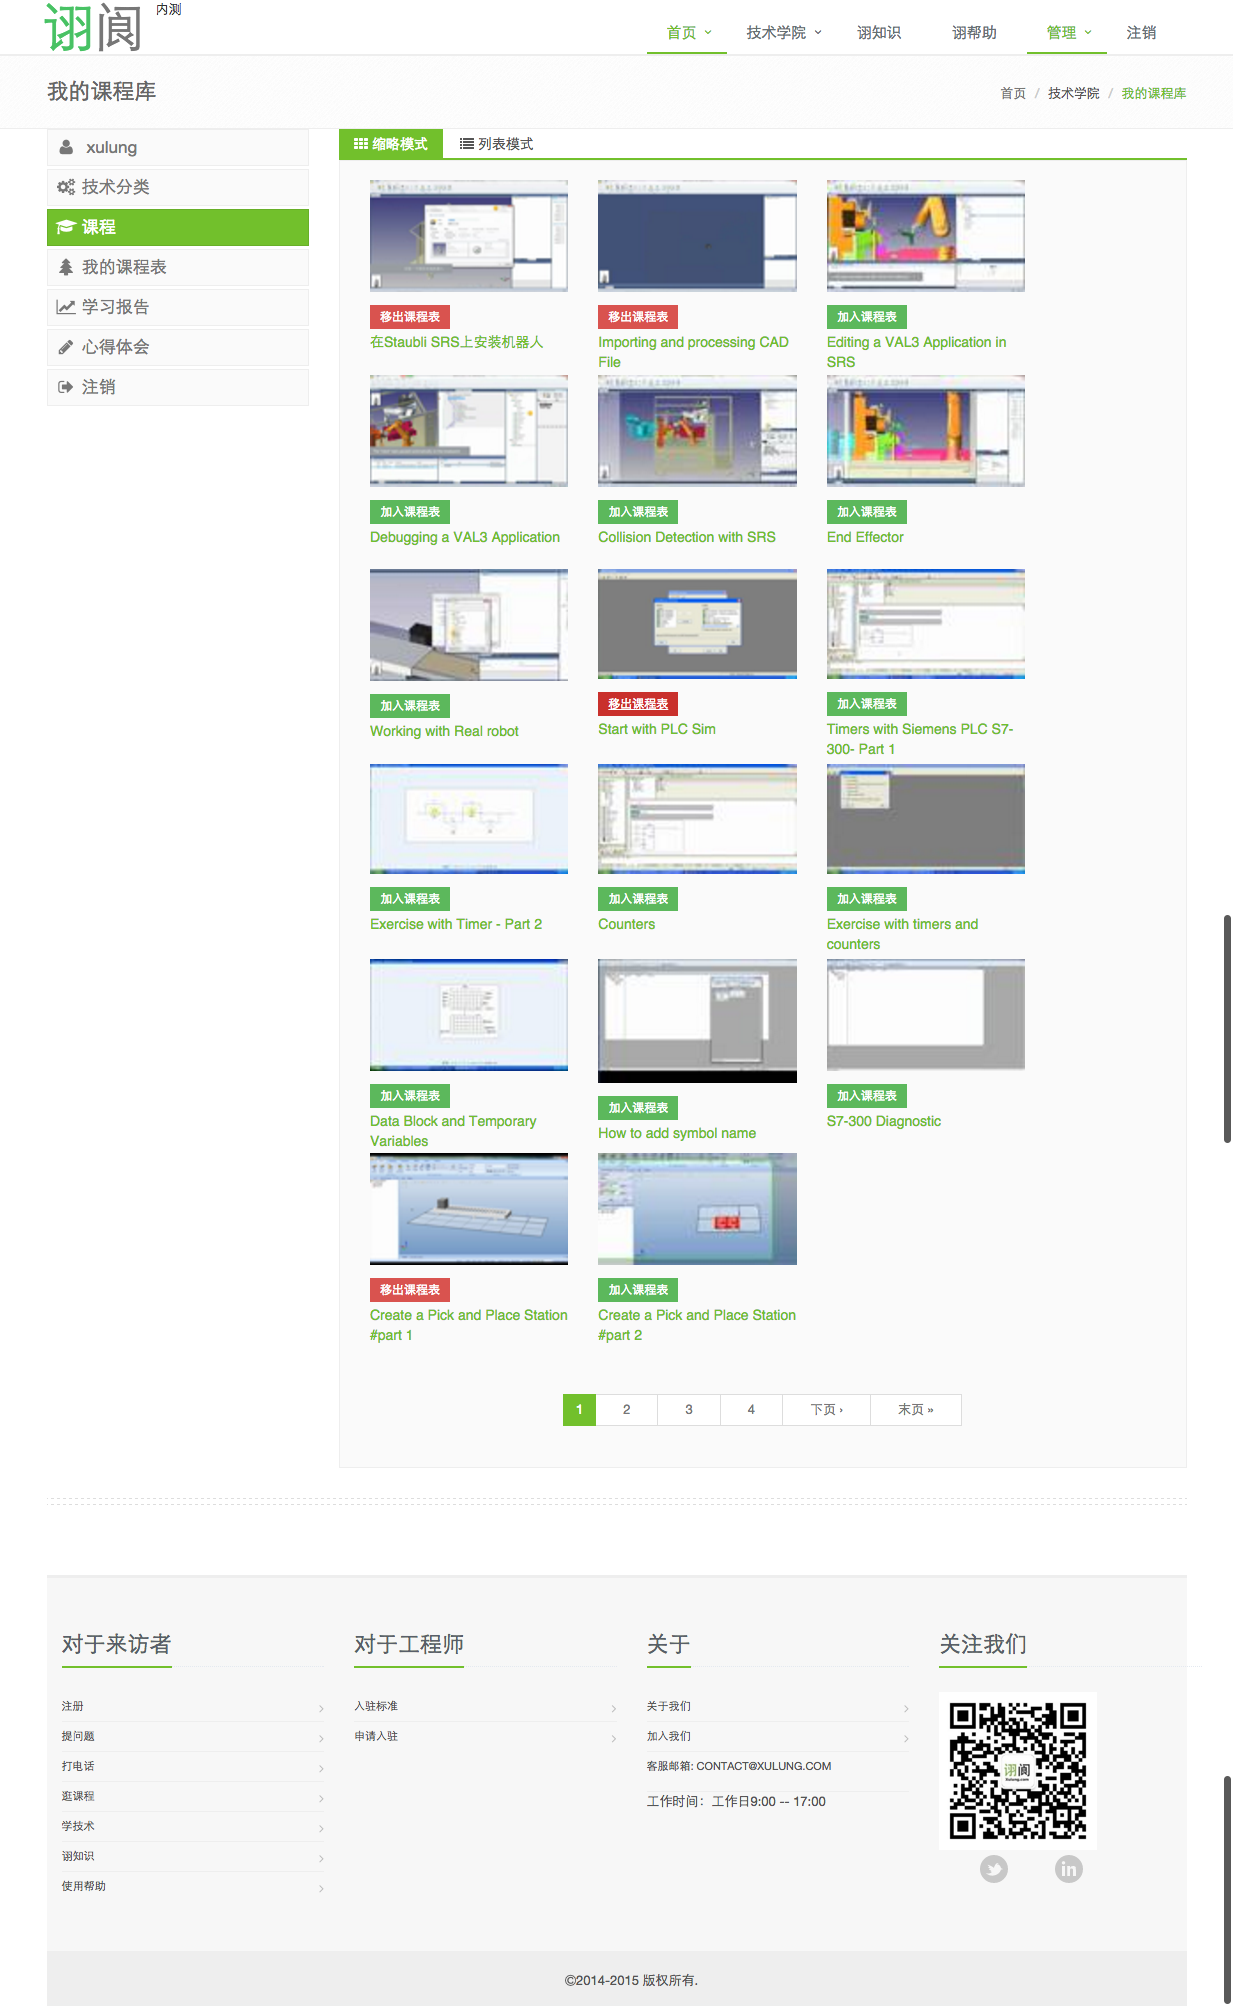 诩阆 内测
首页 技术学院 诩知识 诩帮助 管理 注销
我的课程库
首页 / 技术学院 / 我的课程库
xulung
技术分类
课程
我的课程表
学习报告
心得体会
注销
缩略模式 列表模式
移出课程表 移出课程表 加入课程表
在Staubli SRS上安装机器人
Importing and processing CAD File
Editing a VAL3 Application in SRS
加入课程表 加入课程表 加入课程表
Debugging a VAL3 Application
Collision Detection with SRS
End Effector
加入课程表 移出课程表 加入课程表
Working with Real robot
Start with PLC Sim
Timers with Siemens PLC S7-
300- Part 1
加入课程表 加入课程表 加入课程表
Exercise with Timer - Part 2
Counters
Exercise with timers and
counters
加入课程表 加入课程表 加入课程表
Data Block and Temporary
Variables
How to add symbol name
S7-300 Diagnostic
移出课程表 加入课程表
Create a Pick and Place Station
#part 1
Create a Pick and Place Station
#part 2
1 2 3 4 下页 › 末页 »
对于来访者
注册
提问题
打电话
逛课程
学技术
诩知识
使用帮助
对于工程师
入驻标准
申请入驻
关于
关于我们
加入我们
客服邮箱: CONTACT@XULUNG.COM
工作时间：工作日9:00 -- 17:00
关注我们
诩阆
Xulung.com
©2014-2015 版权所有.